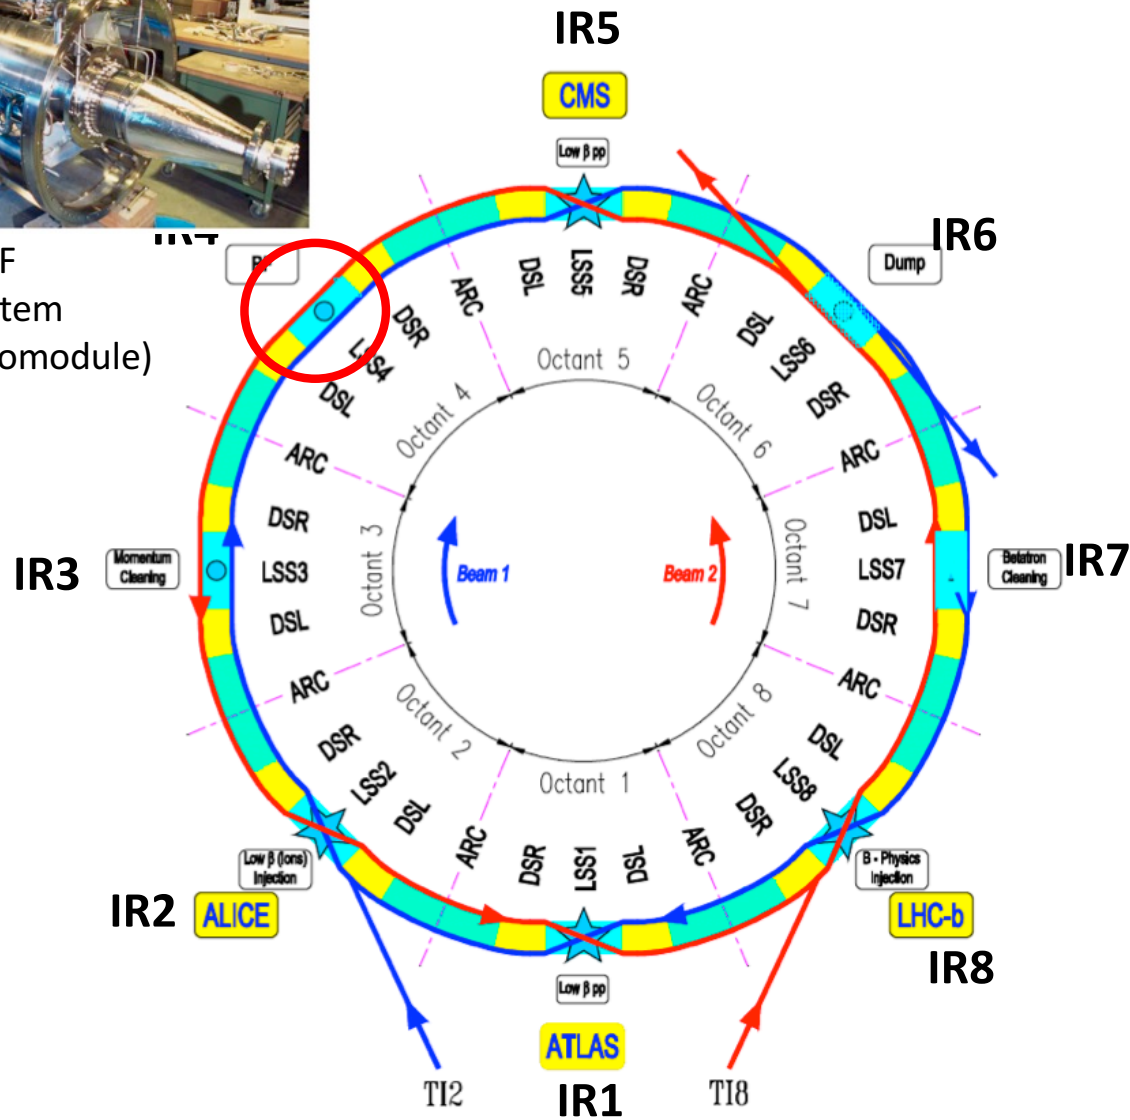 IR5
CMS
Low β pp
IR6
Dump
F
tem
omodule)
ARC
DSL
LSS5
DSR
ARC
DSR
LSS4
DSL
DSL
LSS6
DSR
Octant 5
Octant 4
Octant 6
ARC
ARC
DSR
DSL
Octant 3
Octant 7
IR3
Momentum
Cleaning
LSS3
Beam 1
Beam 2
LSS7
Betatron
Cleaning
IR7
DSL
DSR
ARC
ARC
Octant 2
Octant 8
DSR
LSS2
DSL
DSL
LSS8
DSR
Octant 1
ARC
DSR
LSS1
DSL
ARC
Low β (Ions)
Injection
B - Physics
Injection
IR2
ALICE
LHC-b
IR8
Low β pp
ATLAS
TI2
IR1
TI8